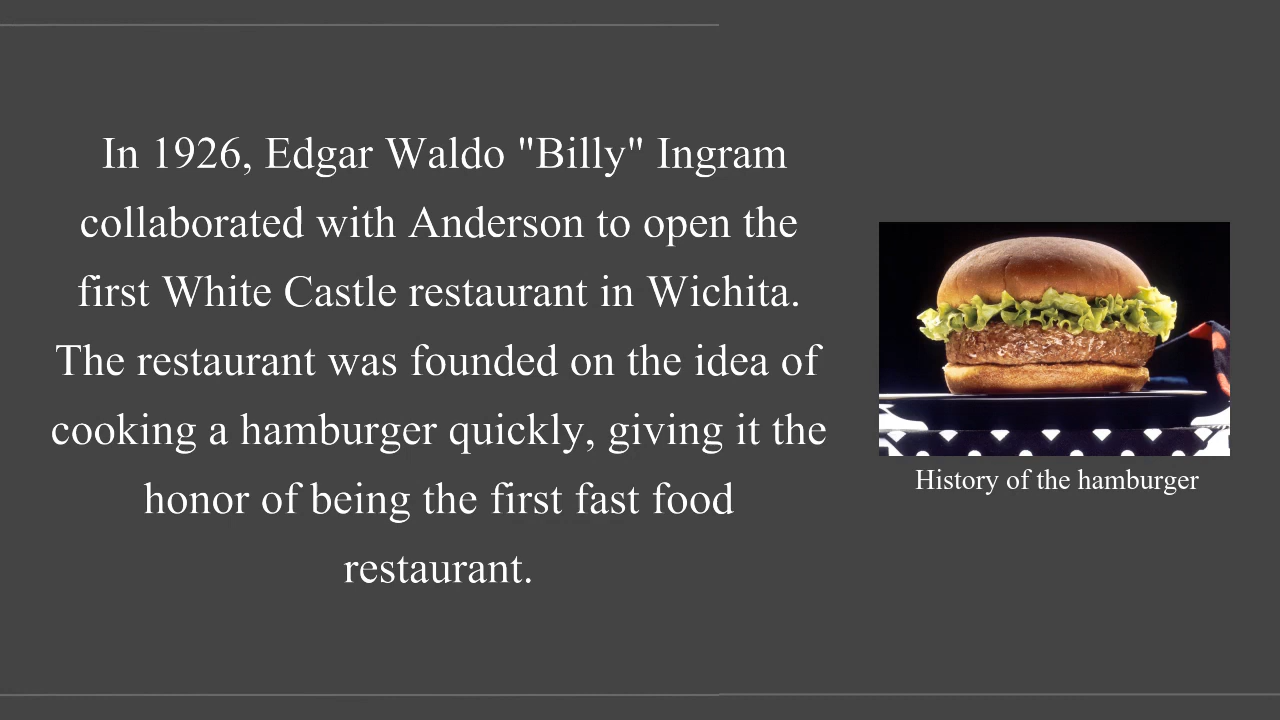 In 1926, Edgar Waldo "Billy" Ingram
collaborated with Anderson to open the
first White Castle restaurant in Wichita.
The restaurant was founded on the idea of
cooking a hamburger quickly, giving it the
honor of being the first fast food
restaurant.
History of the hamburger